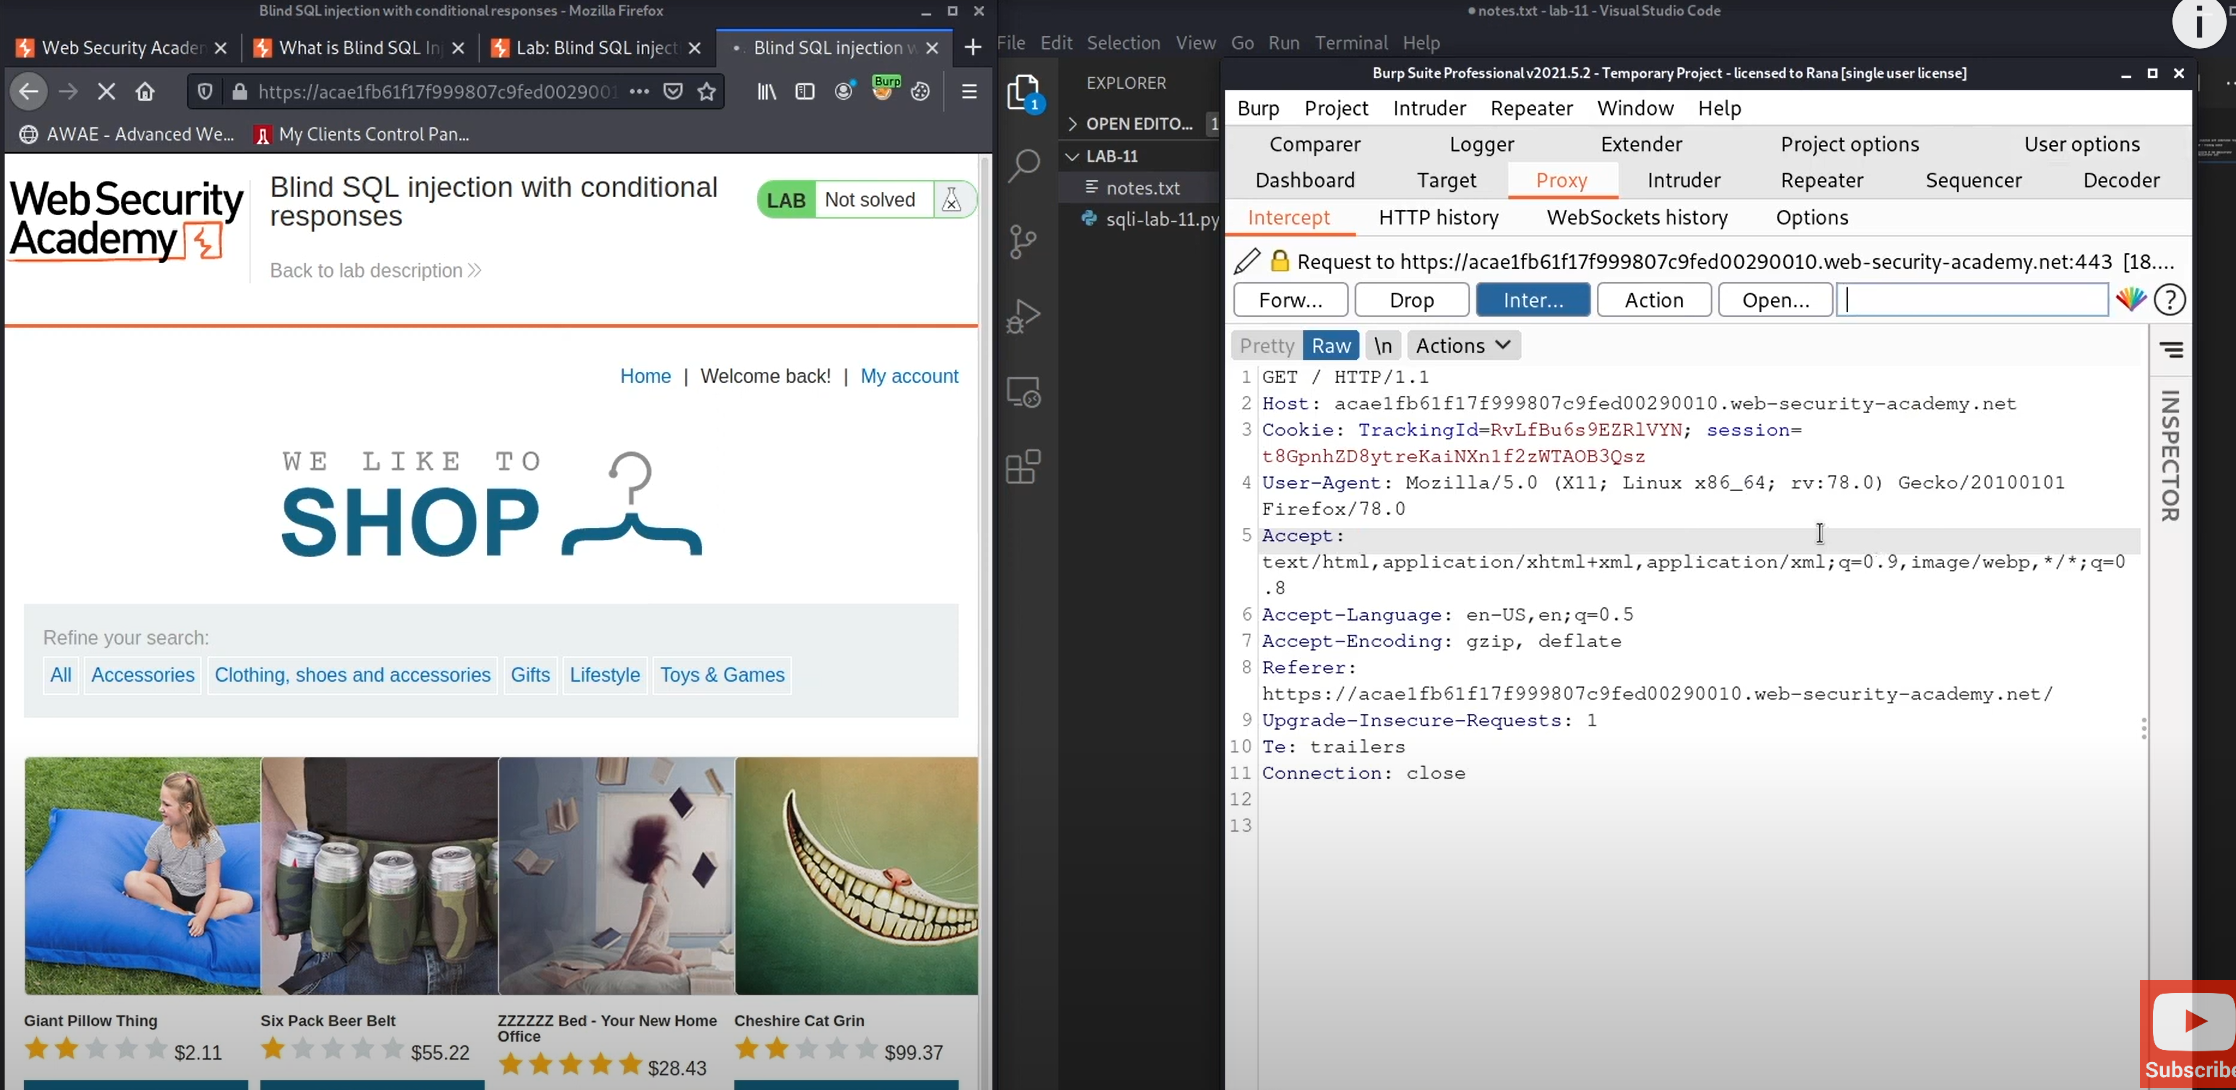 Blind SQL injection with conditional responses - Mozilla Firefox
Web Security Acade
What is Blind SQL In
Lab: Blind SQL inject
Blind SQL injection
https://acae1fb61f17f999807c9fed0029001
Burp
AWAE - Advanced We...
My Clients Control Pan...
Web Security
Academy
Blind SQL injection with conditional
responses
LAB Not solved
Back to lab description
Home | Welcome back! | My account
WE LIKE TO
SHOP
Refine your search:
All Accessories Clothing, shoes and accessories Gifts Lifestyle Toys & Games
Giant Pillow Thing
$2.11
Six Pack Beer Belt
$55.22
ZZZZZZ Bed - Your New Home
Office
$28.43
Cheshire Cat Grin
$99.37
notes.txt - lab-11 - Visual Studio Code
File Edit Selection View Go Run Terminal Help
EXPLORER
OPEN EDITO... 1
LAB-11
notes.txt
sqli-lab-11.py
1
Burp Suite Professional v2021.5.2 - Temporary Project - licensed to Rana [single user license]
Burp Project Intruder Repeater Window Help
Comparer Logger Extender Project options User options
Dashboard Target Proxy Intruder Repeater Sequencer Decoder
Intercept HTTP history WebSockets history Options
Request to https://acae1fb61f17f999807c9fed00290010.web-security-academy.net:443 [18....
Forw... Drop Inter... Action Open...
?
Pretty Raw \n Actions
1 GET / HTTP/1.1
2 Host: acae1fb61f17f999807c9fed00290010.web-security-academy.net
3 Cookie: TrackingId=RvLfBu6s9EZRlVYN; session=
t8GpnhZD8ytreKaiNXn1f2zWTAOB3Qsz
4 User-Agent: Mozilla/5.0 (X11; Linux x86_64; rv:78.0) Gecko/20100101
Firefox/78.0
5 Accept:
text/html,application/xhtml+xml,application/xml;q=0.9,image/webp,*/*;q=0
.8
6 Accept-Language: en-US,en;q=0.5
7 Accept-Encoding: gzip, deflate
8 Referer:
https://acae1fb61f17f999807c9fed00290010.web-security-academy.net/
9 Upgrade-Insecure-Requests: 1
10 Te: trailers
11 Connection: close
12
13
INSPECTOR
i
Subscribe